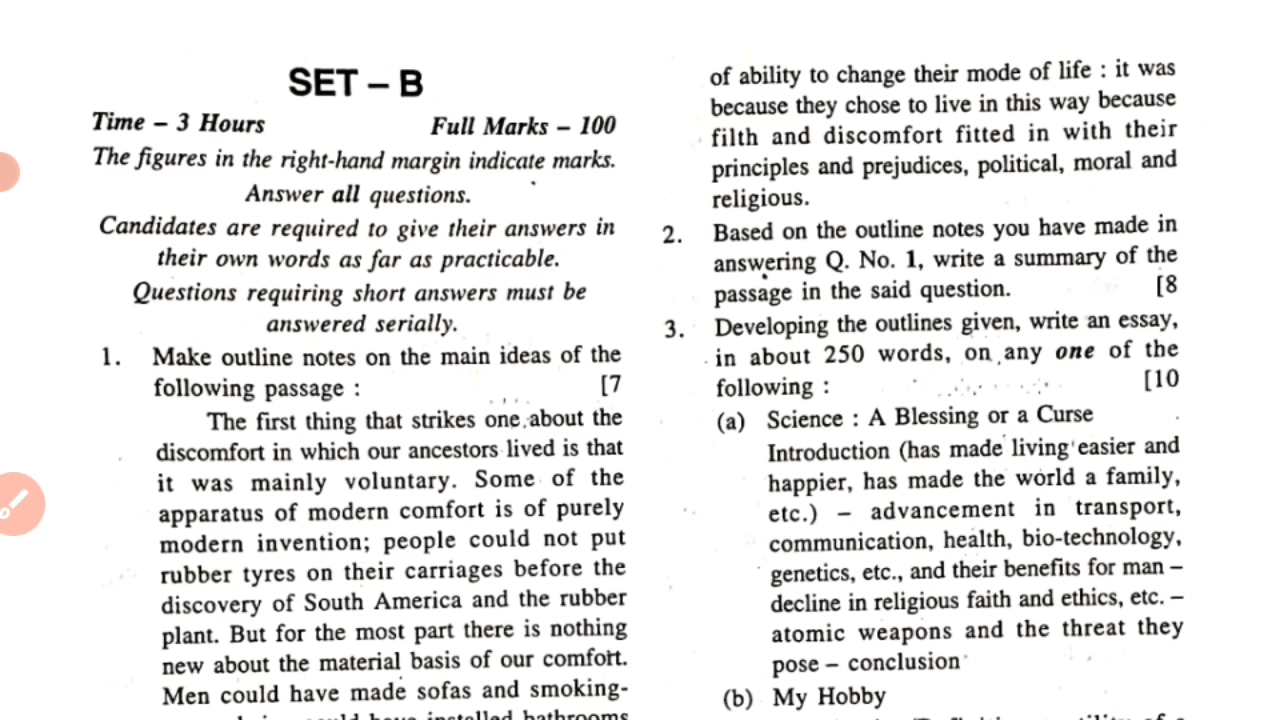 SET – B
Time – 3 Hours Full Marks – 100
The figures in the right-hand margin indicate marks.
Answer all questions.
Candidates are required to give their answers in
their own words as far as practicable.
Questions requiring short answers must be
answered serially.
1. Make outline notes on the main ideas of the
following passage : [7
The first thing that strikes one about the
discomfort in which our ancestors lived is that
it was mainly voluntary. Some of the
apparatus of modern comfort is of purely
modern invention; people could not put
rubber tyres on their carriages before the
discovery of South America and the rubber
plant. But for the most part there is nothing
new about the material basis of our comfort.
Men could have made sofas and smoking-
could have installed bathrooms
of ability to change their mode of life : it was
because they chose to live in this way because
filth and discomfort fitted in with their
principles and prejudices, political, moral and
religious.
2. Based on the outline notes you have made in
answering Q. No. 1, write a summary of the
passage in the said question. [8
3. Developing the outlines given, write an essay,
in about 250 words, on any one of the
following : [10
(a) Science : A Blessing or a Curse
Introduction (has made living easier and
happier, has made the world a family,
etc.) – advancement in transport,
communication, health, bio-technology,
genetics, etc., and their benefits for man –
decline in religious faith and ethics, etc. –
atomic weapons and the threat they
pose – conclusion
(b) My Hobby